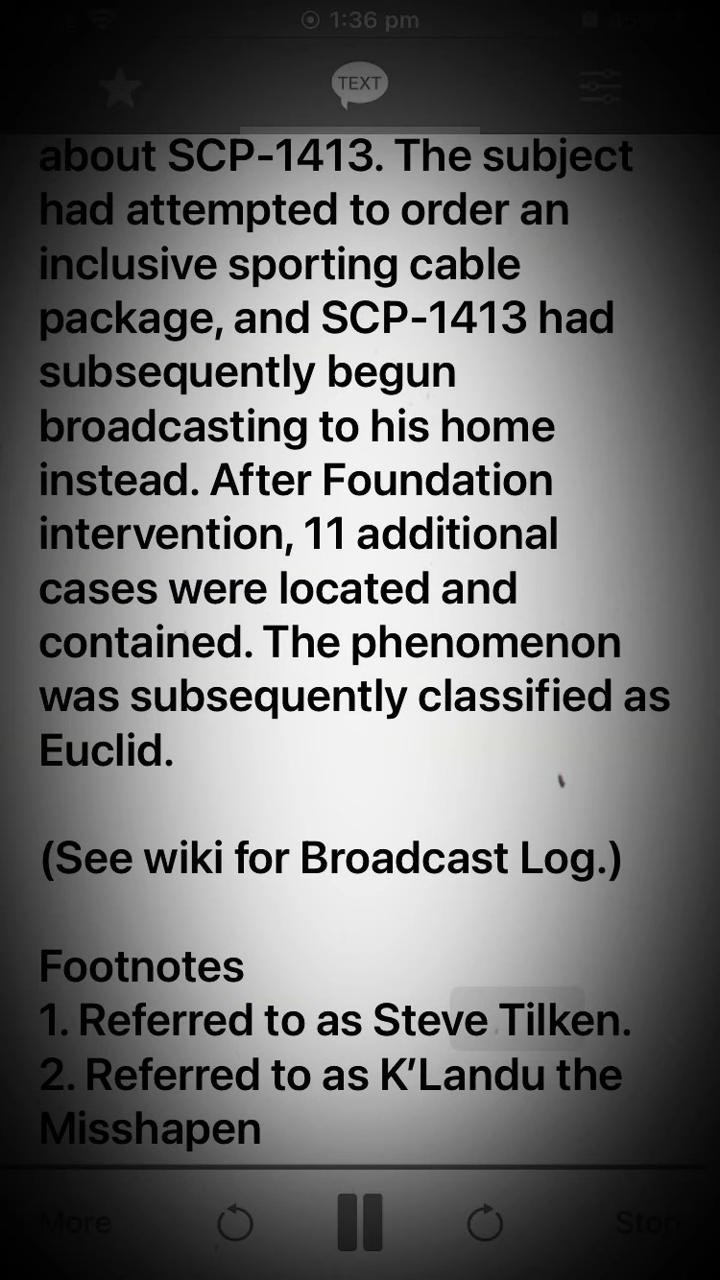 1:36 pm
TEXT
about SCP-1413. The subject
had attempted to order an
inclusive sporting cable
package, and SCP-1413 had
subsequently begun
broadcasting to his home
instead. After Foundation
intervention, 11 additional
cases were located and
contained. The phenomenon
was subsequently classified as
Euclid.
(See wiki for Broadcast Log.)
Footnotes
1. Referred to as Steve Tilken.
2. Referred to as K’Landu the
Misshapen
More